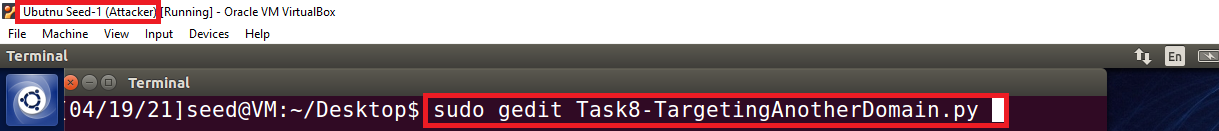 Ubutnu Seed-1 (Attacker) [Running] - Oracle VM VirtualBox
File Machine View Input Devices Help
Terminal En
Terminal
[04/19/21]seed@VM:~/Desktop$ sudo gedit Task8-TargetingAnotherDomain.py